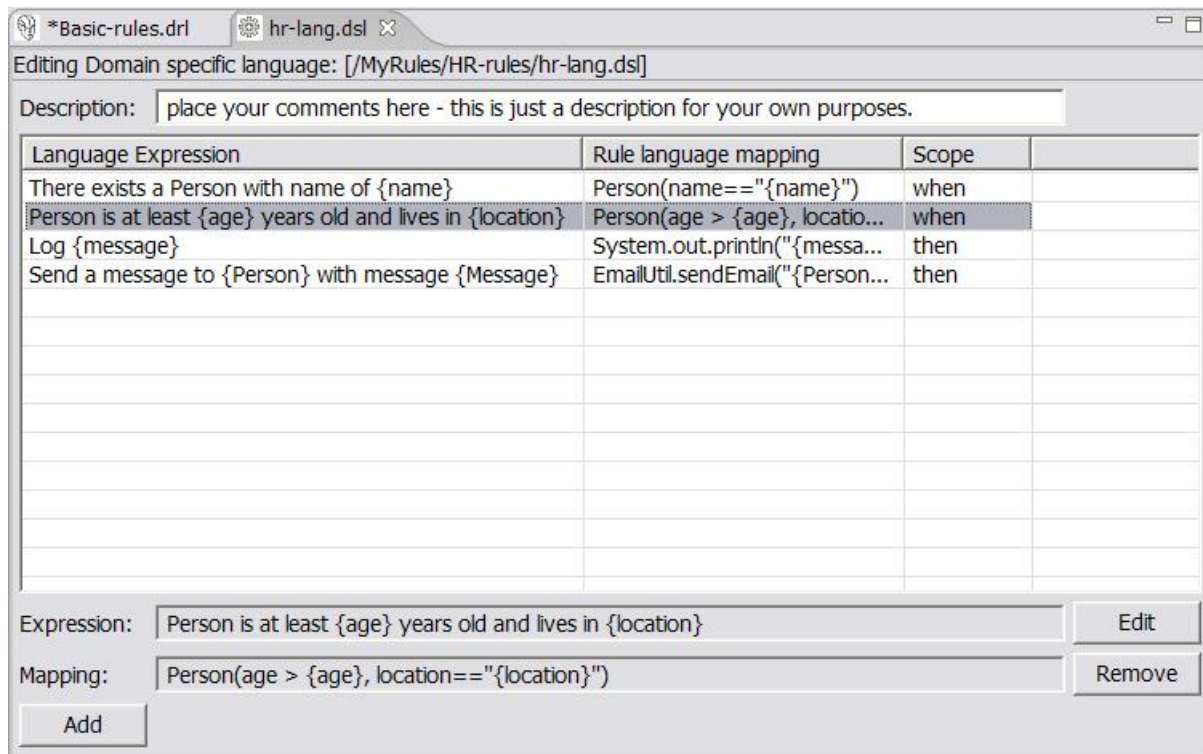 *Basic-rules.drl hr-lang.dsl
Editing Domain specific language: [/MyRules/HR-rules/hr-lang.dsl]
Description: place your comments here - this is just a description for your own purposes.
Language Expression Rule language mapping Scope
There exists a Person with name of {name} Person(name=="{name}") when
Person is at least {age} years old and lives in {location} Person(age > {age}, locatio... when
Log {message} System.out.println("{messa... then
Send a message to {Person} with message {Message} EmailUtil.sendEmail("{Person... then
Expression: Person is at least {age} years old and lives in {location} Edit
Mapping: Person(age > {age}, location=="{location}") Remove
Add